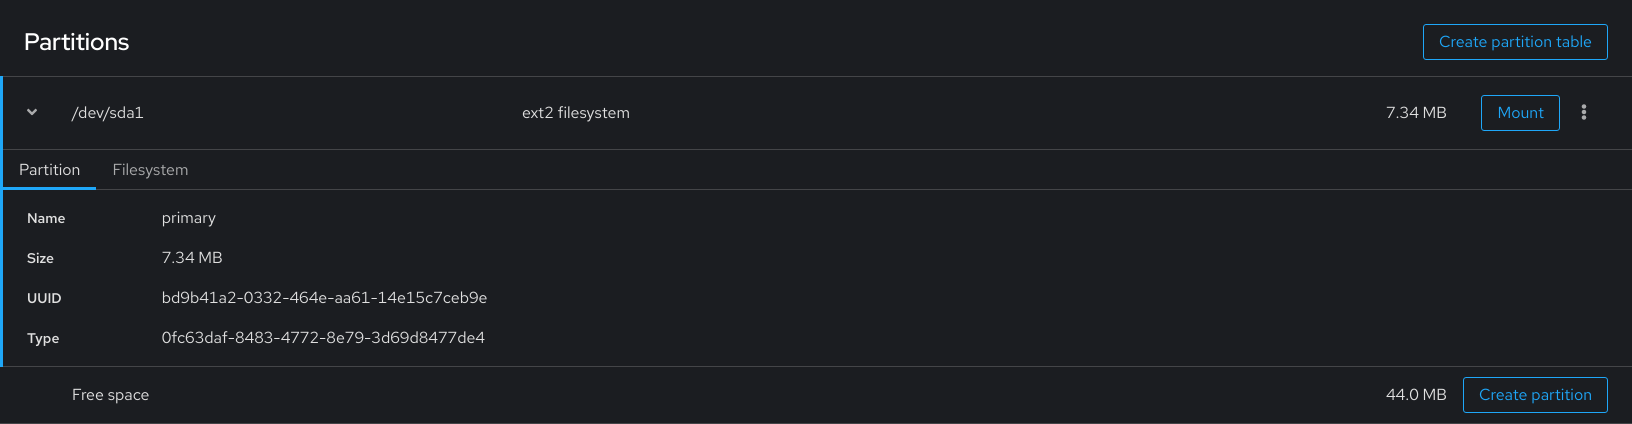 Partitions
Create partition table
/dev/sda1 ext2 filesystem 7.34 MB Mount
Partition Filesystem
Name primary
Size 7.34 MB
UUID bd9b41a2-0332-464e-aa61-14e15c7ceb9e
Type 0fc63daf-8483-4772-8e79-3d69d8477de4
Free space 44.0 MB Create partition